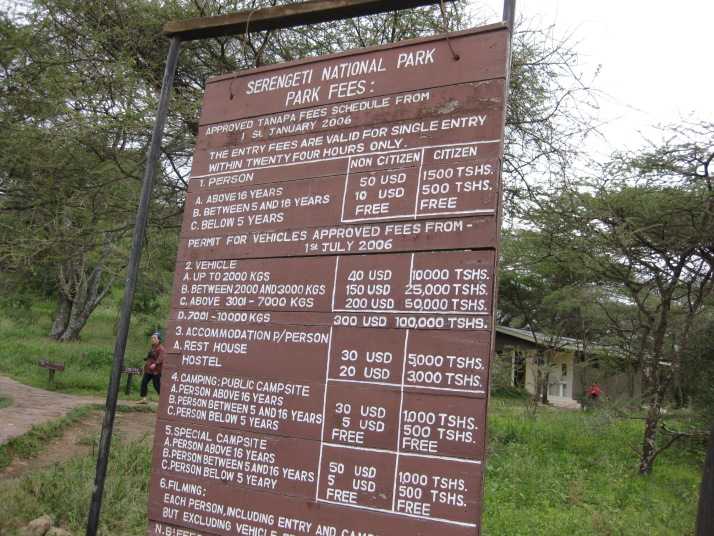 SERENGETI NATIONAL PARK
PARK FEES:
APPROVED TANAPA FEES SCHEDULE FROM
1 St. JANUARY 2006
THE ENTRY FEES ARE VALID FOR SINGLE ENTRY
WITHIN TWENTY FOUR HOURS ONLY.
1. PERSON NON CITIZEN CITIZEN
A. ABOVE 16 YEARS 50 USD 1500 TSHS.
B. BETWEEN 5 AND 16 YEARS 10 USD 500 TSHS.
C. BELOW 5 YEARS FREE FREE
PERMIT FOR VEHICLES APPROVED FEES FROM-
1st JULY 2006
2. VEHICLE
A. UP TO 2000 KGS 40 USD 10000 TSHS.
B. BETWEEN 2000 AND 3000 KGS 150 USD 25,000 TSHS.
C. ABOVE 3001 - 7000 KGS 200 USD 50,000 TSHS.
D. 7001 - 10000 KGS 300 USD 100,000 TSHS.
3. ACCOMMODATION P/PERSON
A. REST HOUSE 30 USD 5,000 TSHS.
HOSTEL 20 USD 3,000 TSHS.
4. CAMPING: PUBLIC CAMPSITE
A. PERSON ABOVE 16 YEARS 30 USD 1,000 TSHS.
B. PERSON BETWEEN 5 AND 16 YEARS 5 USD 500 TSHS.
C. PERSON BELOW 5 YEARS FREE FREE
5. SPECIAL CAMPSITE
A. PERSON ABOVE 16 YEARS 50 USD 1,000 TSHS.
B. PERSON BETWEEN 5 AND 16 YEARS 5 USD 500 TSHS.
C. PERSON BELOW 5 YEARY FREE FREE
6. FILMING:
EACH PERSON, INCLUDING ENTRY AND
BUT EXCLUDING VEHICLE